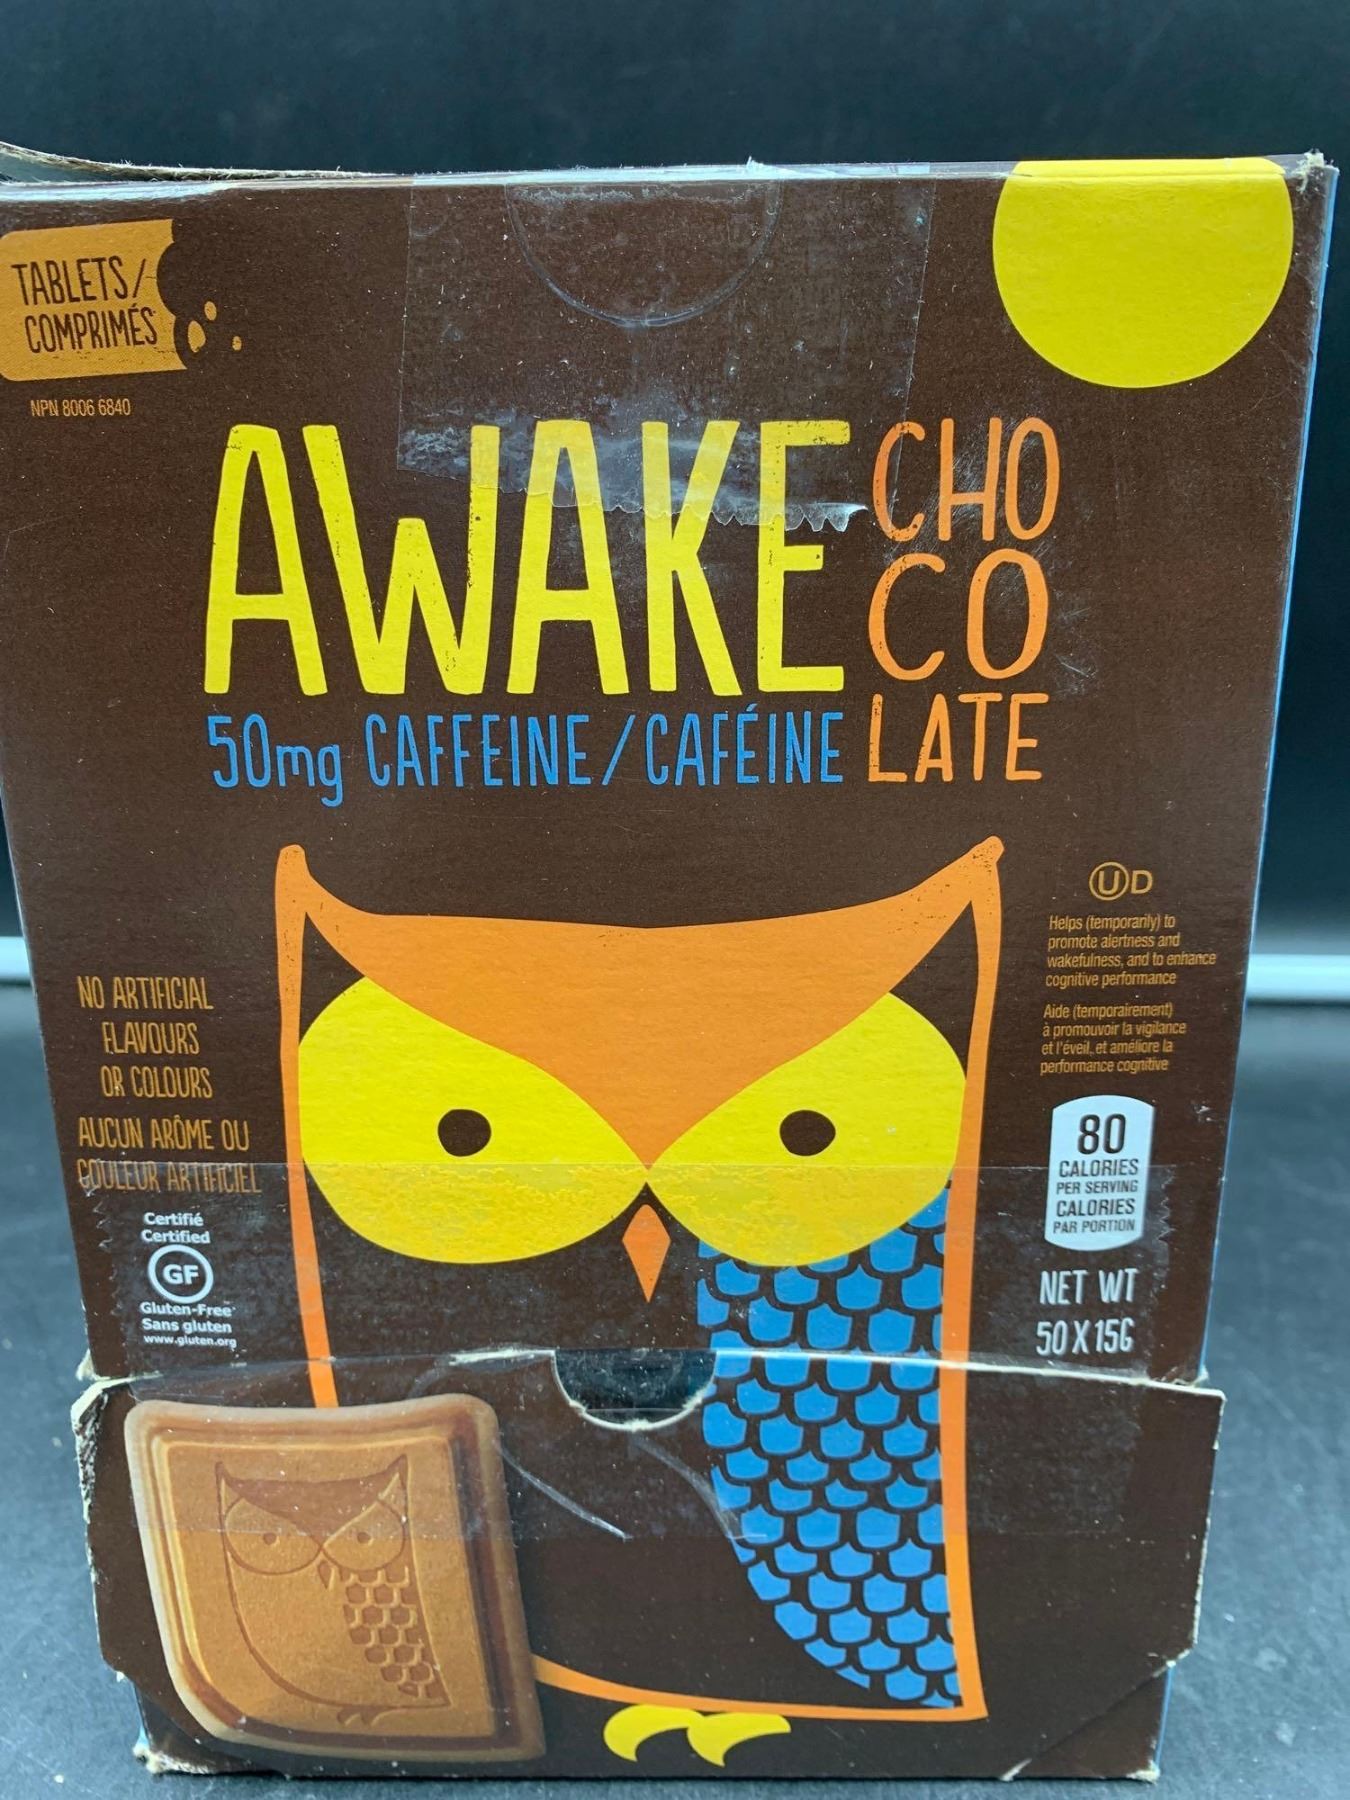 TABLETS/
COMPRIMÉS
NPN 8006 6840
AWAKE
CHO
CO
LATE
50mg CAFFEINE/CAFÉINE
UD
Helps (temporarily) to
promote alertness and
wakefulness, and to enhance
cognitive performance
Aide (temporairement)
à promouvoir la vigilance
et l'éveil, et améliore la
performance cognitive
NO ARTIFICIAL
FLAVOURS
OR COLOURS
AUCUN ARÔME OU
COULEUR ARTIFICIEL
Certifié
Certified
GF
Gluten-Free
Sans gluten
www.gluten.org
80
CALORIES
PER SERVING
CALORIES
PAR PORTION
NET WT
50 X 15G